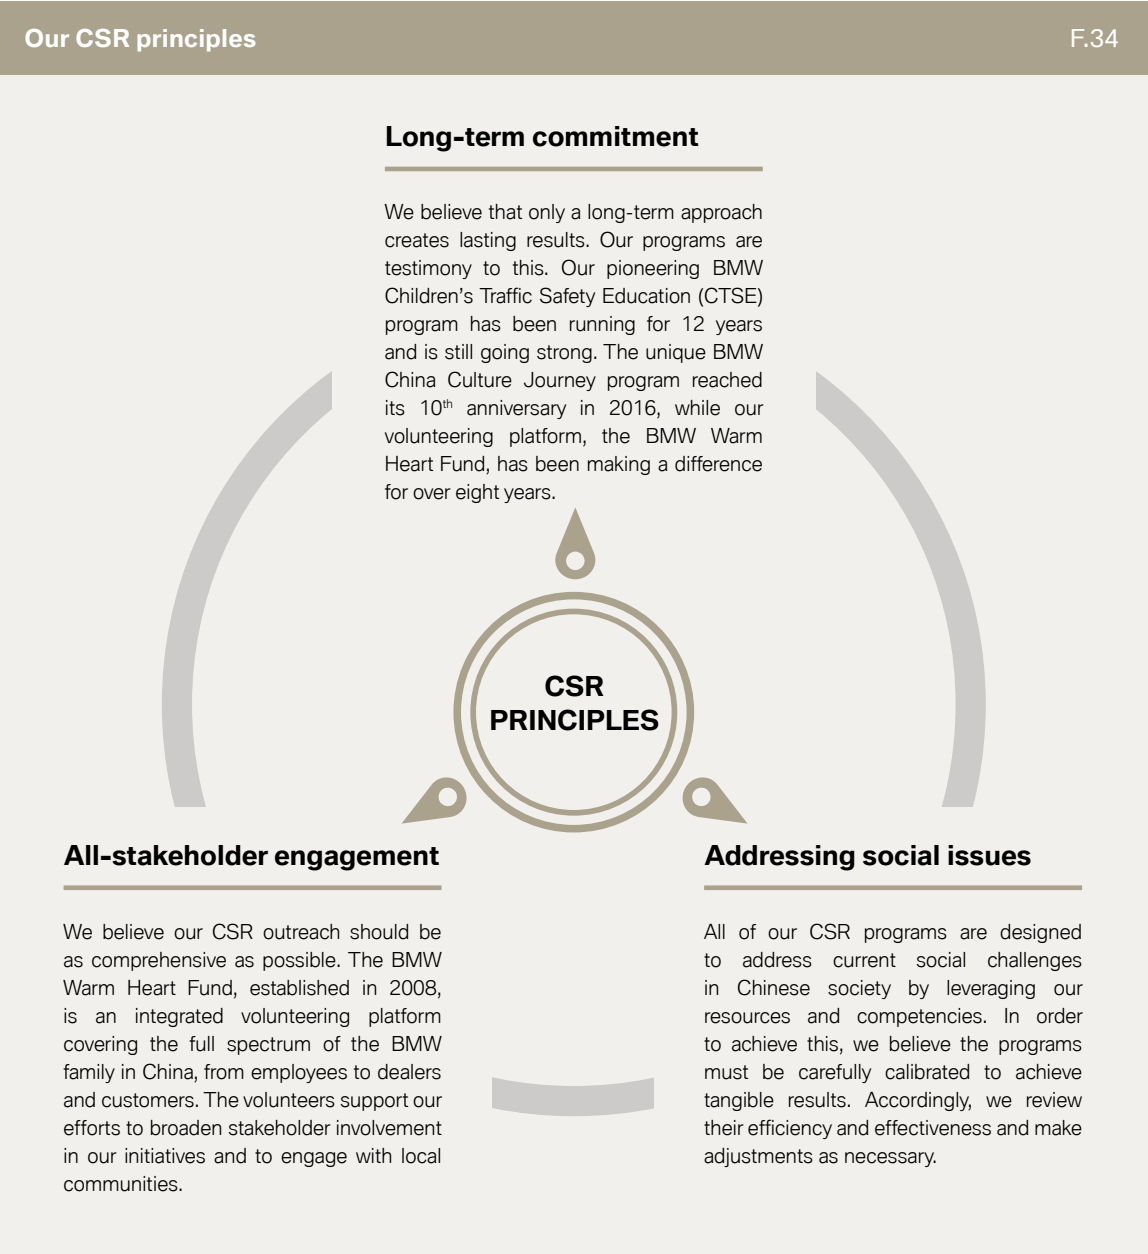 Our CSR principles
F.34
Long-term commitment
We believe that only a long-term approach
creates lasting results. Our programs are
testimony to this. Our pioneering BMW
Children’s Traffic Safety Education (CTSE)
program has been running for 12 years
and is still going strong. The unique BMW
China Culture Journey program reached
its 10th anniversary in 2016, while our
volunteering platform, the BMW Warm
Heart Fund, has been making a difference
for over eight years.
CSR
PRINCIPLES
All-stakeholder engagement
We believe our CSR outreach should be
as comprehensive as possible. The BMW
Warm Heart Fund, established in 2008,
is an integrated volunteering platform
covering the full spectrum of the BMW
family in China, from employees to dealers
and customers. The volunteers support our
efforts to broaden stakeholder involvement
in our initiatives and to engage with local
communities.
Addressing social issues
All of our CSR programs are designed
to address current social challenges
in Chinese society by leveraging our
resources and competencies. In order
to achieve this, we believe the programs
must be carefully calibrated to achieve
tangible results. Accordingly, we review
their efficiency and effectiveness and make
adjustments as necessary.